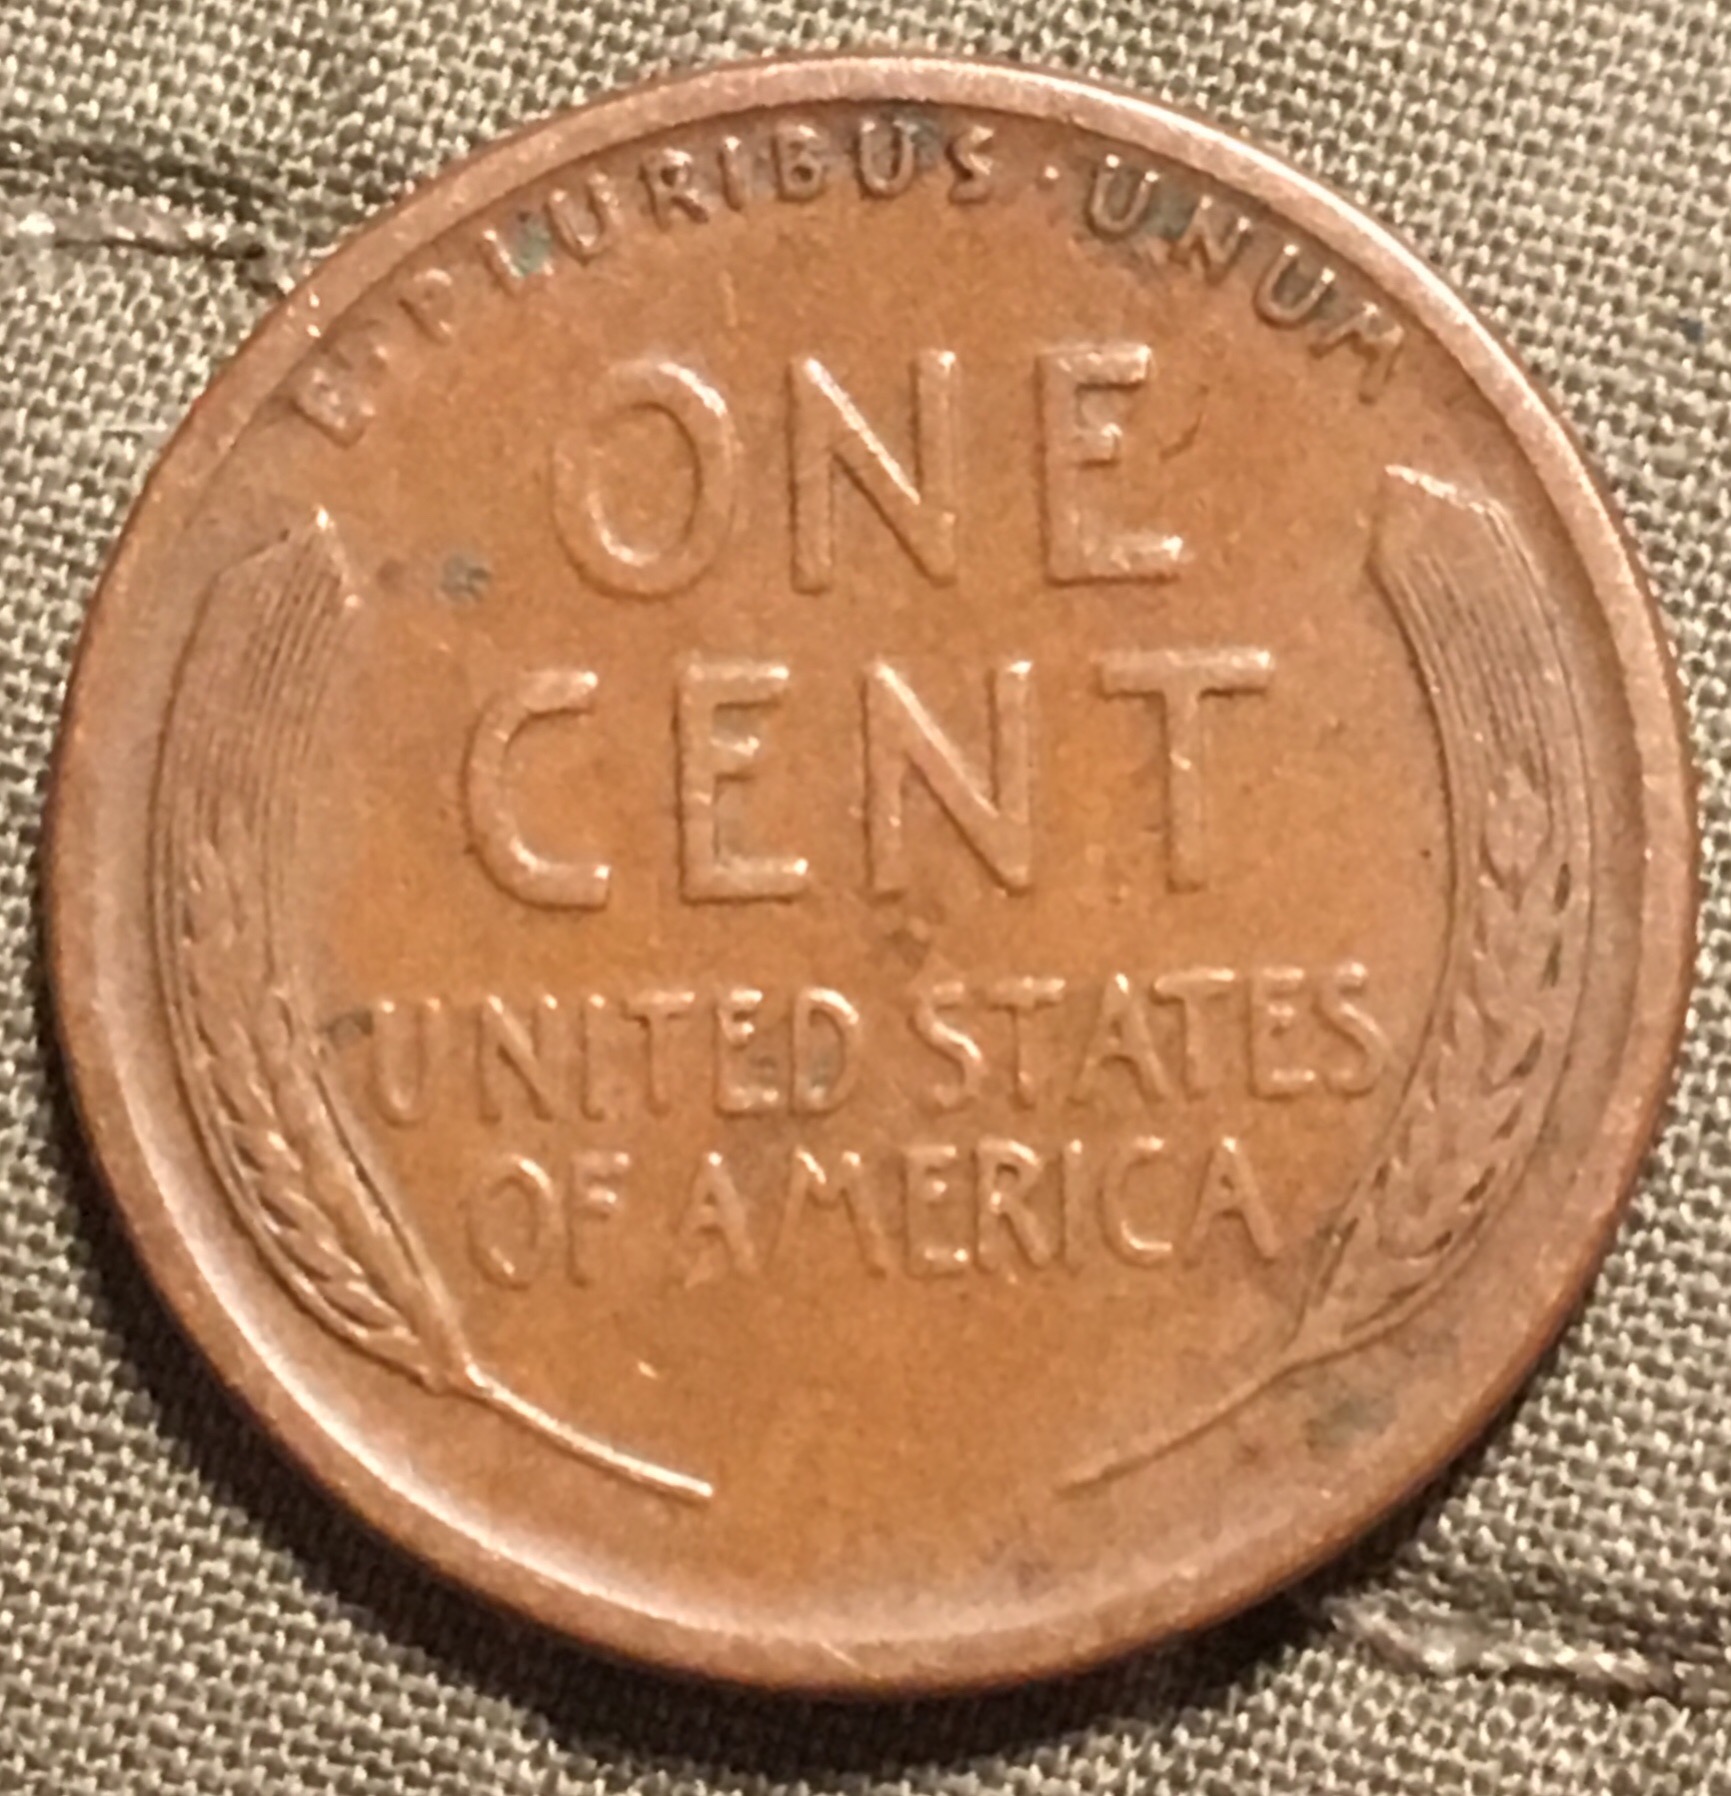 E·PLURIBUS·UNUM
ONE
CENT
UNITED STATES
OF AMERICA